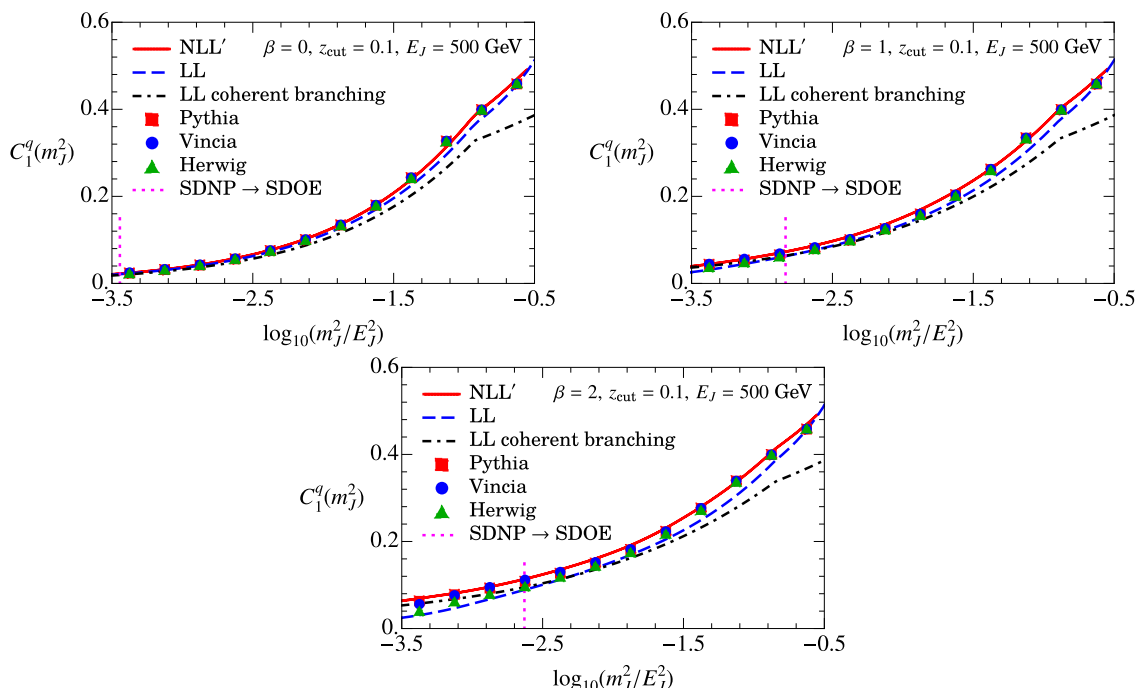 0.6
NLL′
LL
LL coherent branching
Pythia
Vincia
Herwig
SDNP → SDOE
β = 0, z_cut = 0.1, E_J = 500 GeV
0.4
0.2
0.
C_1^q(m_J^2)
−3.5 −2.5 −1.5 −0.5
log_10(m_J^2/E_J^2)
0.6
NLL′
LL
LL coherent branching
Pythia
Vincia
Herwig
SDNP → SDOE
β = 1, z_cut = 0.1, E_J = 500 GeV
0.4
0.2
0.
C_1^q(m_J^2)
−3.5 −2.5 −1.5 −0.5
log_10(m_J^2/E_J^2)
0.6
NLL′
LL
LL coherent branching
Pythia
Vincia
Herwig
SDNP → SDOE
β = 2, z_cut = 0.1, E_J = 500 GeV
0.4
0.2
0
C_1^q(m_J^2)
−3.5 −2.5 −1.5 −0.5
log_10(m_J^2/E_J^2)